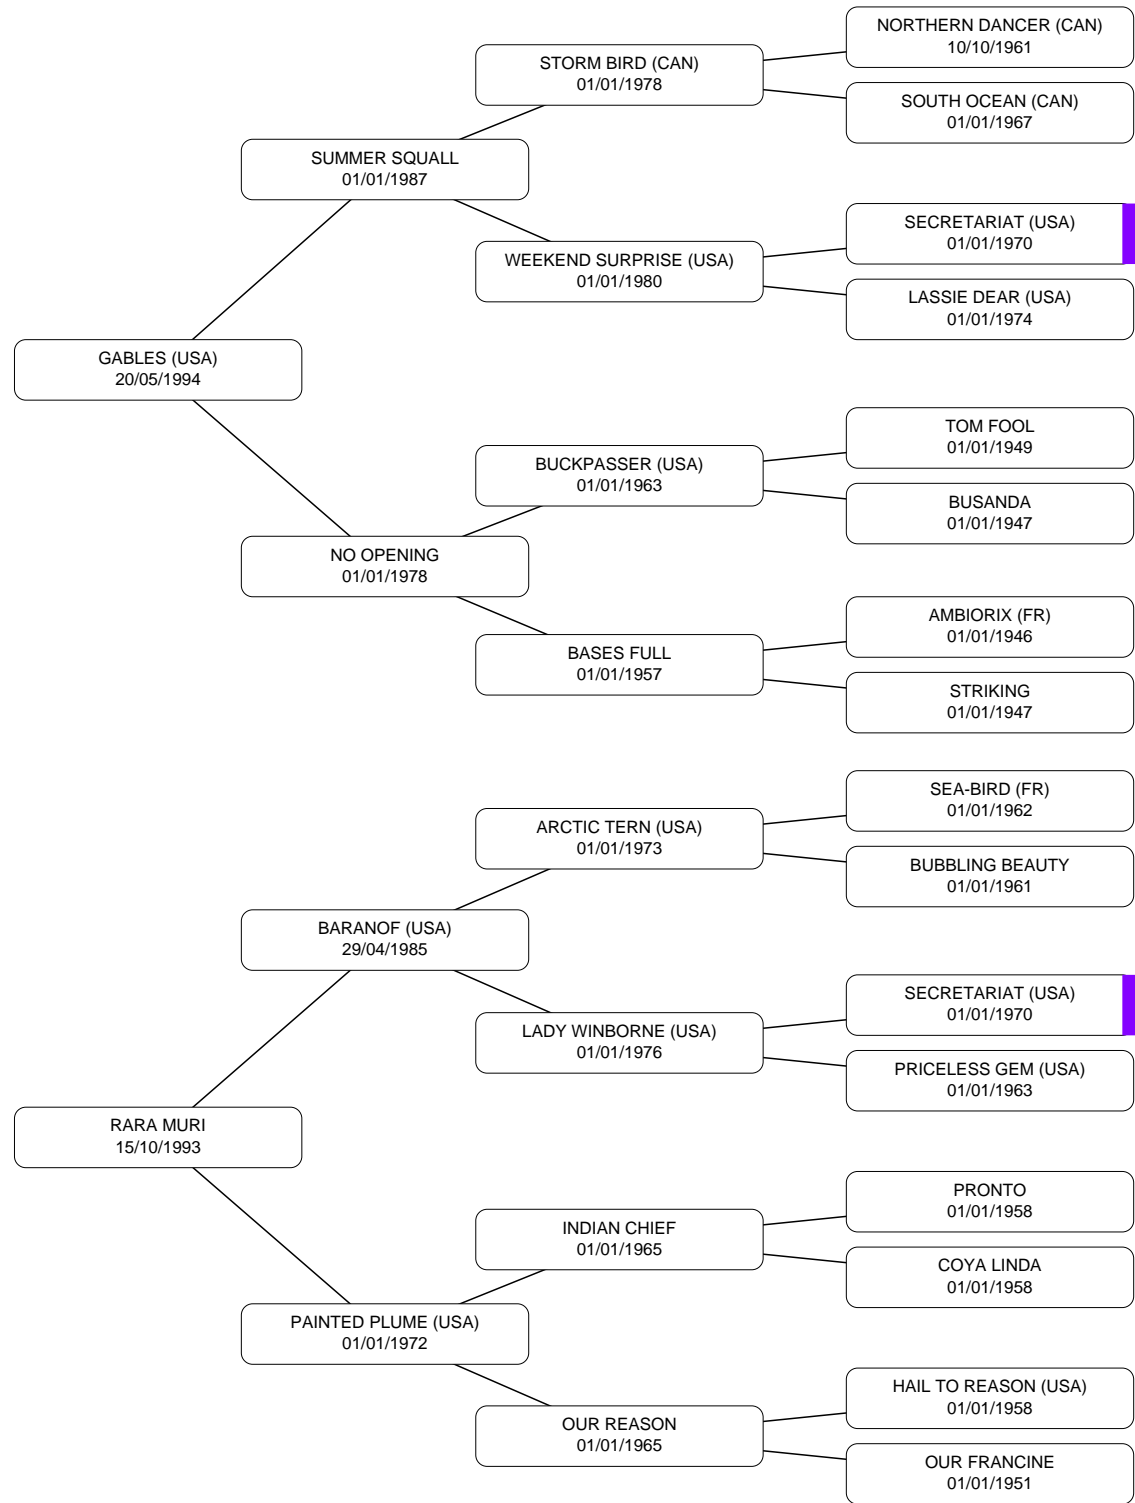 NORTHERN DANCER (CAN)
10/10/1961
STORM BIRD (CAN)
01/01/1978
SOUTH OCEAN (CAN)
01/01/1967
SUMMER SQUALL
01/01/1987
SECRETARIAT (USA)
01/01/1970
WEEKEND SURPRISE (USA)
01/01/1980
LASSIE DEAR (USA)
01/01/1974
GABLES (USA)
20/05/1994
TOM FOOL
01/01/1949
BUCKPASSER (USA)
01/01/1963
BUSANDA
01/01/1947
NO OPENING
01/01/1978
AMBIORIX (FR)
01/01/1946
BASES FULL
01/01/1957
STRIKING
01/01/1947
SEA-BIRD (FR)
01/01/1962
ARCTIC TERN (USA)
01/01/1973
BUBBLING BEAUTY
01/01/1961
BARANOF (USA)
29/04/1985
SECRETARIAT (USA)
01/01/1970
LADY WINBORNE (USA)
01/01/1976
PRICELESS GEM (USA)
01/01/1963
RARA MURI
15/10/1993
PRONTO
01/01/1958
INDIAN CHIEF
01/01/1965
COYA LINDA
01/01/1958
PAINTED PLUME (USA)
01/01/1972
HAIL TO REASON (USA)
01/01/1958
OUR REASON
01/01/1965
OUR FRANCINE
01/01/1951